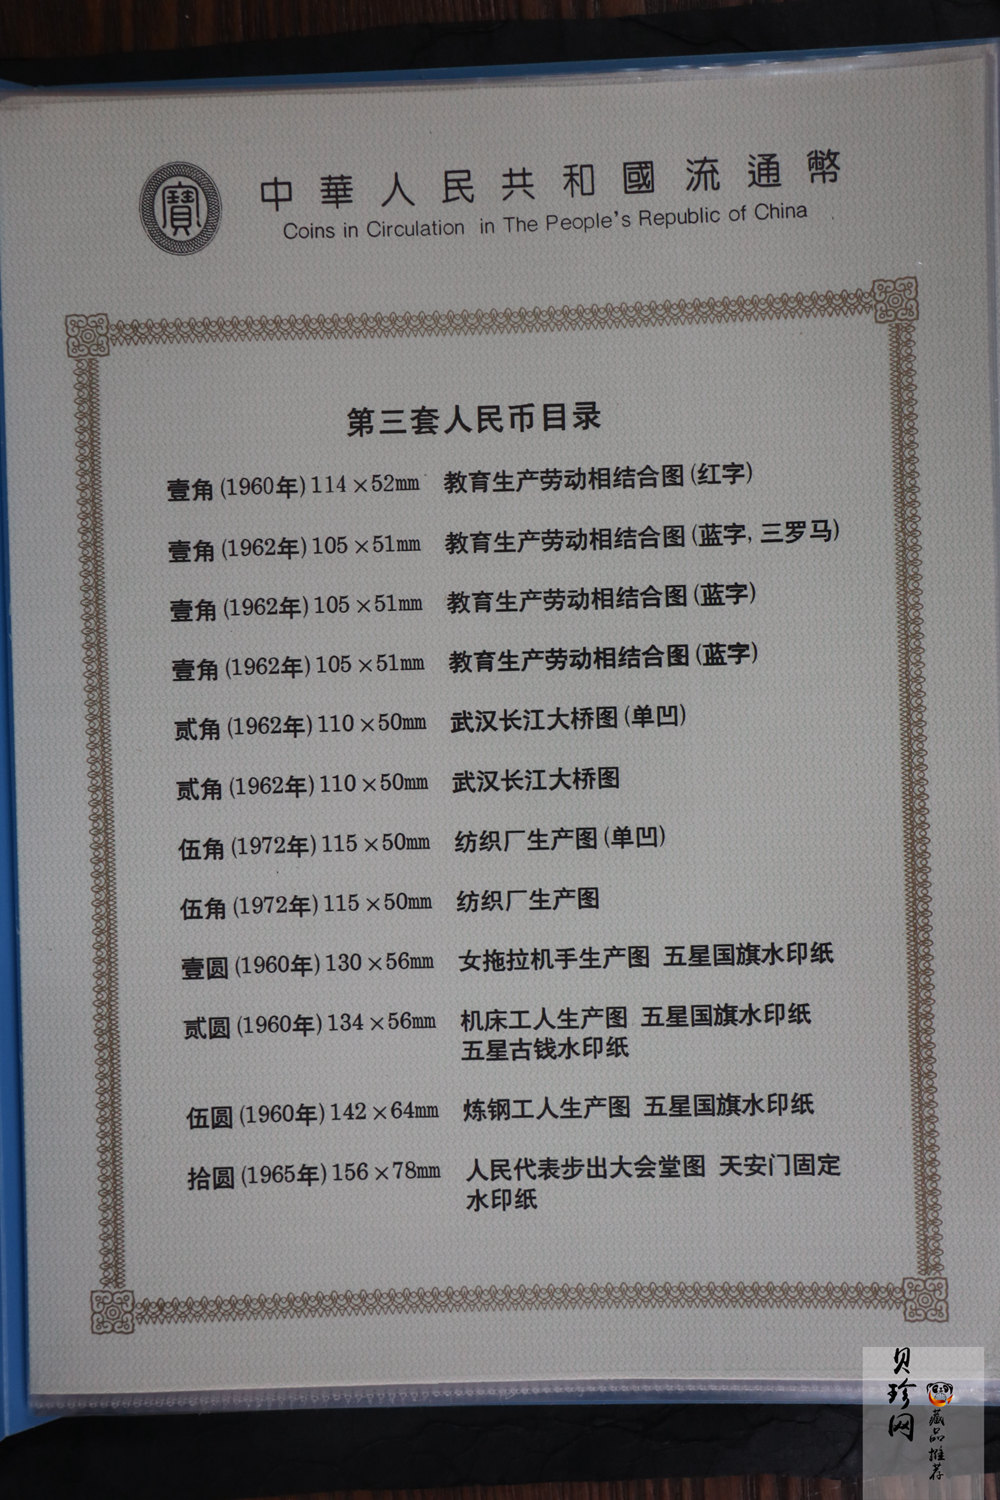 寶
中華人民共和國流通幣
Coins in Circulation in The People's Republic of China
第三套人民币目录
壹角(1960年)114×52mm 教育生产劳动相结合图(红字)
壹角(1962年)105×51mm 教育生产劳动相结合图(蓝字,三罗马)
壹角(1962年)105×51mm 教育生产劳动相结合图(蓝字)
壹角(1962年)105×51mm 教育生产劳动相结合图(蓝字)
贰角(1962年)110×50mm 武汉长江大桥图(单凹)
贰角(1962年)110×50mm 武汉长江大桥图
伍角(1972年)115×50mm 纺织厂生产图(单凹)
伍角(1972年)115×50mm 纺织厂生产图
壹圆(1960年)130×56mm 女拖拉机手生产图 五星国旗水印纸
贰圆(1960年)134×56mm 机床工人生产图 五星国旗水印纸
五星古钱水印纸
伍圆(1960年)142×64mm 炼钢工人生产图 五星国旗水印纸
拾圆(1965年)156×78mm 人民代表步出大会堂图 天安门固定
水印纸
贝珍网
藏品推荐